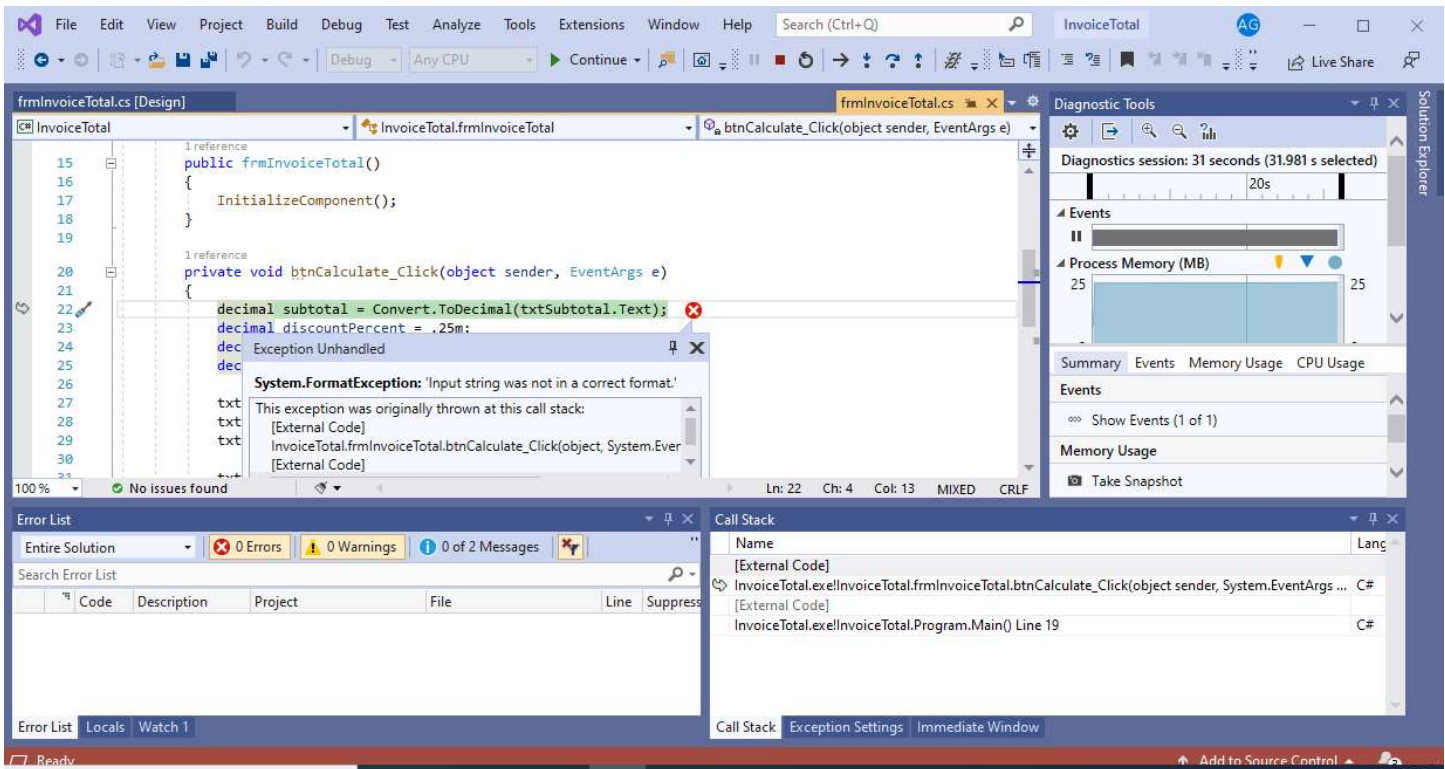 File Edit View Project Build Debug Test Analyze Tools Extensions Window Help Search (Ctrl+Q) InvoiceTotal AG
Debug Any CPU Continue Live Share
frmInvoiceTotal.cs [Design] frmInvoiceTotal.cs
C# InvoiceTotal InvoiceTotal.frmInvoiceTotal btnCalculate_Click(object sender, EventArgs e)
1 reference
15 public frmInvoiceTotal()
16 {
17 InitializeComponent();
18 }
19
1 reference
20 private void btnCalculate_Click(object sender, EventArgs e)
21 {
22 decimal subtotal = Convert.ToDecimal(txtSubtotal.Text);
23 decimal discountPercent = .25m;
24 dec
25 dec
26
27 txt
28 txt
29 txt
30
31 txt
Exception Unhandled
System.FormatException: 'Input string was not in a correct format.'
This exception was originally thrown at this call stack:
[External Code]
InvoiceTotal.frmInvoiceTotal.btnCalculate_Click(object, System.Ever
[External Code]
100 % No issues found Ln: 22 Ch: 4 Col: 13 MIXED CRLF
Diagnostic Tools
Diagnostics session: 31 seconds (31.981 s selected)
20s
Events
Process Memory (MB)
25 25
Summary Events Memory Usage CPU Usage
Events
Show Events (1 of 1)
Memory Usage
Take Snapshot
Solution Explorer
Error List
Entire Solution 0 Errors 0 Warnings 0 of 2 Messages
Search Error List
Code Description Project File Line Suppress
Error List Locals Watch 1
Call Stack
Name Lang
[External Code]
InvoiceTotal.exe!InvoiceTotal.frmInvoiceTotal.btnCalculate_Click(object sender, System.EventArgs ... C#
[External Code]
InvoiceTotal.exe!InvoiceTotal.Program.Main() Line 19 C#
Call Stack Exception Settings Immediate Window
Ready Add to Source Control 2